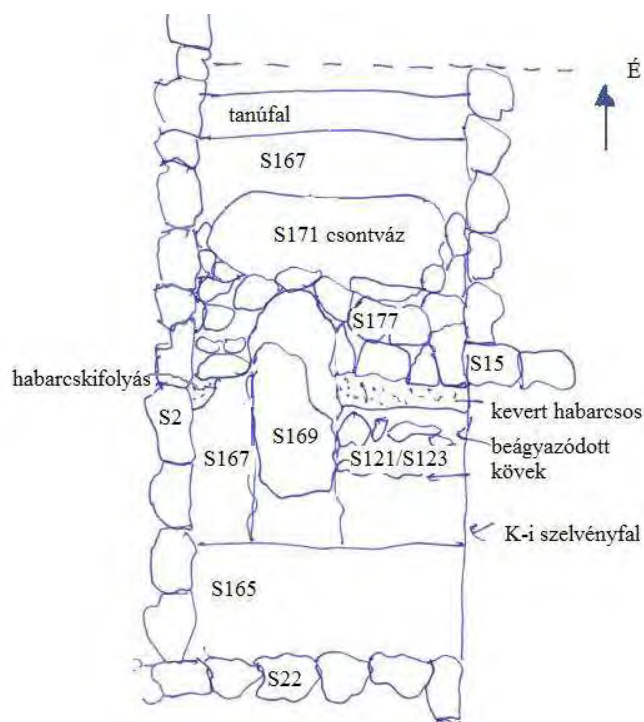 É
tanúfal
S167
S171 csontváz
S177
S15
habarcskifolyás
kevert habarcsos
S2
S169
beágyazódott
kövek
S167
S121/S123
K-i szelvényfal
S165
S22